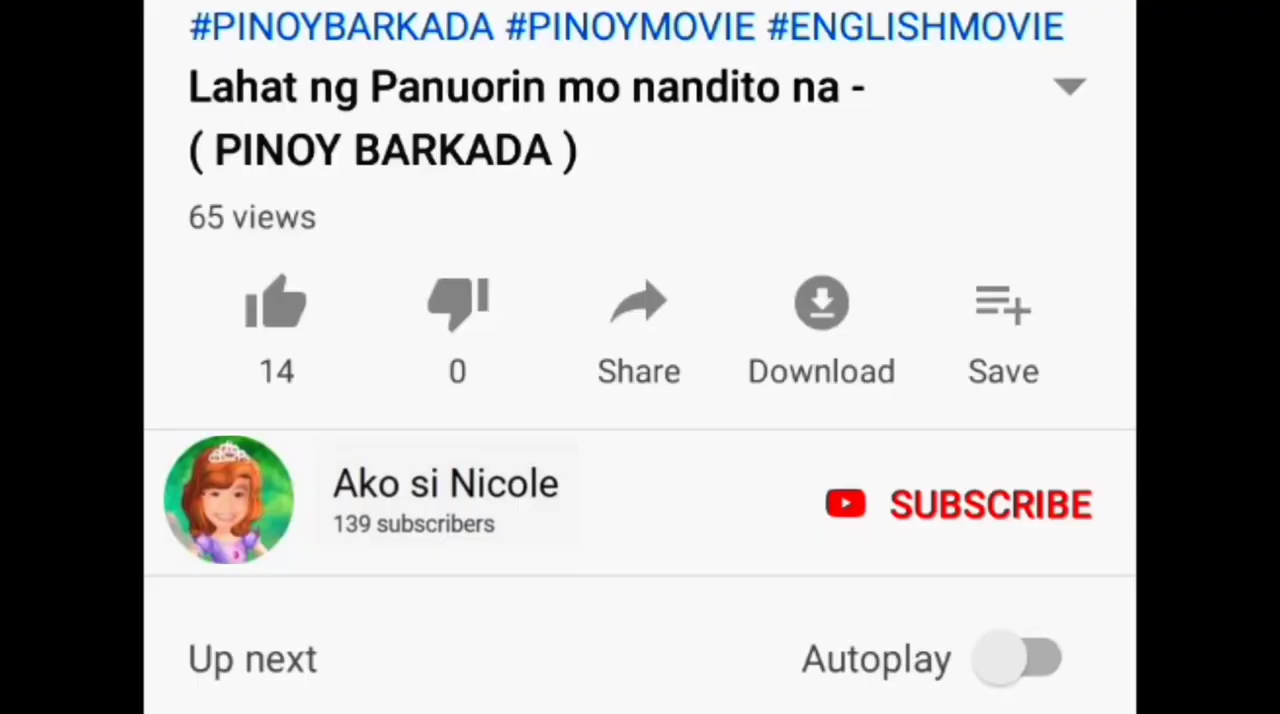 #PINOYBARKADA #PINOYMOVIE #ENGLISHMOVIE
Lahat ng Panuorin mo nandito na -
( PINOY BARKADA )
65 views
14 0 Share Download Save
Ako si Nicole
139 subscribers
SUBSCRIBE
Up next Autoplay